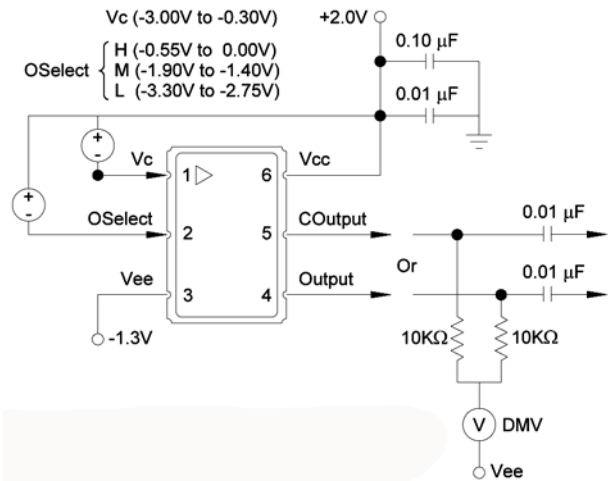 Vc (-3.00V to -0.30V)
+2.0V
H (-0.55V to 0.00V)
OSelect
M (-1.90V to -1.40V)
L (-3.30V to -2.75V)
0.10 μF
0.01 μF
+
-
Vc
1
6
Vcc
+
-
OSelect
2
5
COutput
0.01 μF
Or
Vee
3
4
Output
0.01 μF
-1.3V
10KΩ
10KΩ
V
DMV
Vee